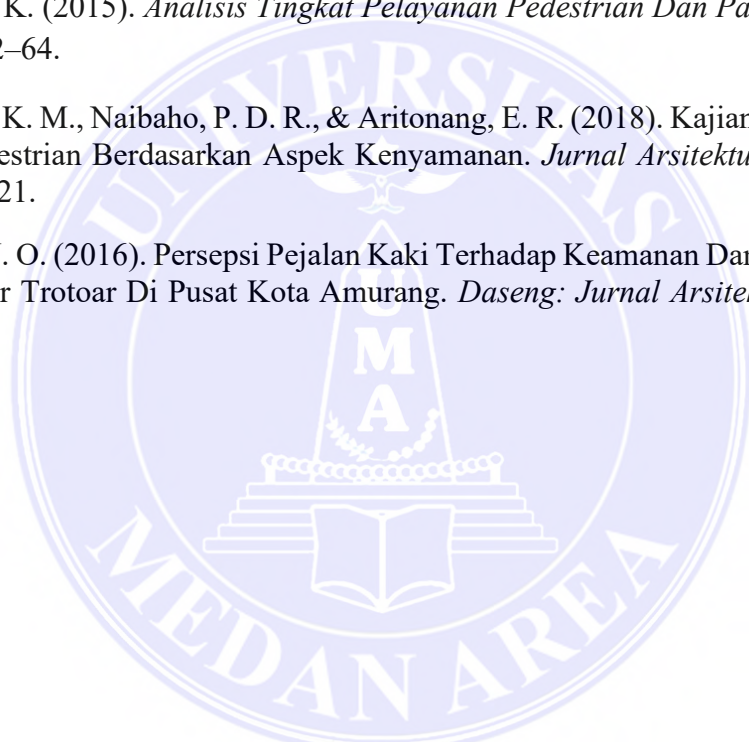 K. (2015). Analisis Tingkat Pelayanan Pedestrian Dan Pa
2–64.
K. M., Naibaho, P. D. R., & Aritonang, E. R. (2018). Kajian
estrian Berdasarkan Aspek Kenyamanan. Jurnal Arsitektu
21.
. O. (2016). Persepsi Pejalan Kaki Terhadap Keamanan Dan
r Trotoar Di Pusat Kota Amurang. Daseng: Jurnal Arsitek
UNIVERSITAS
U
M
A
MEDAN AREA